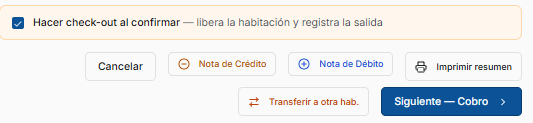 Hacer check-out al confirmar — libera la habitación y registra la salida
Cancelar
Nota de Crédito
Nota de Débito
Imprimir resumen
Transferir a otra hab.
Siguiente — Cobro